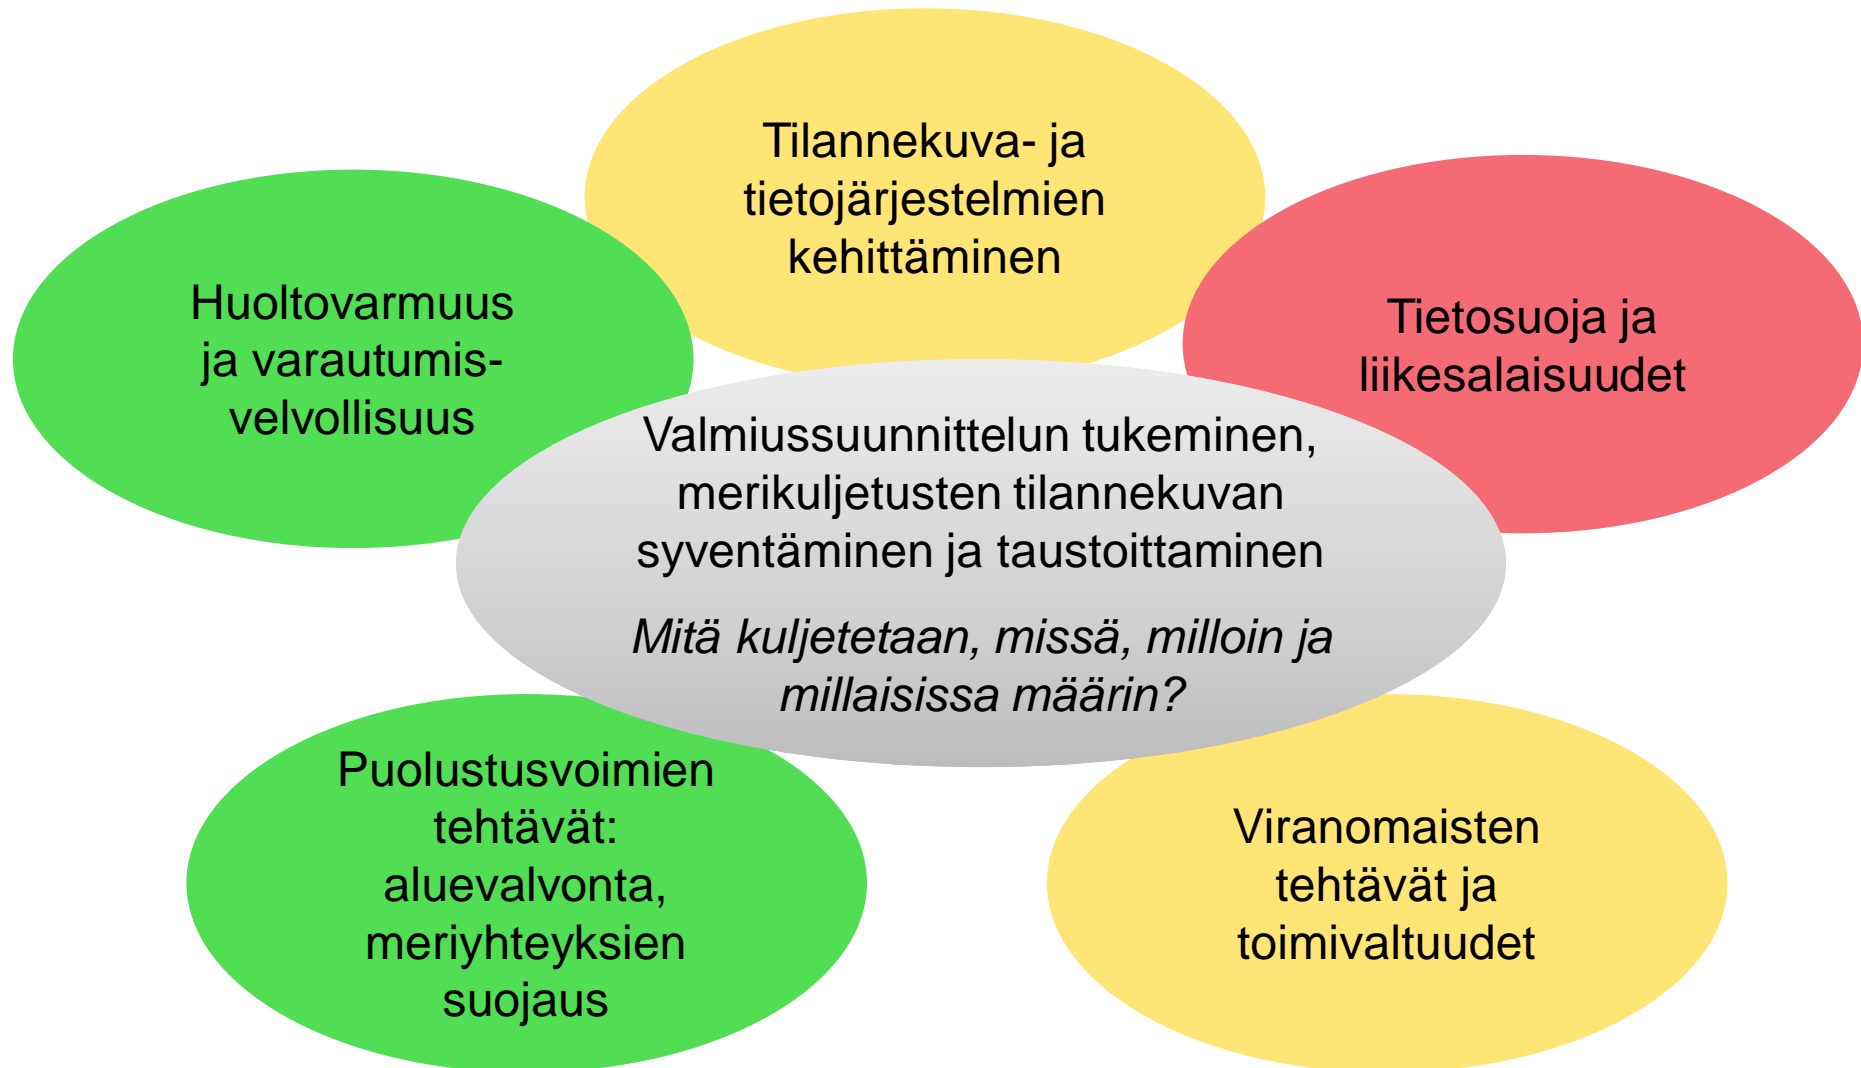 Tilannekuva- ja
tietojärjestelmien
kehittäminen
Huoltovarmuus
ja varautumis-
velvollisuus
Tietosuoja ja
liikesalaisuudet
Valmiussuunnittelun tukeminen,
merikuljetusten tilannekuvan
syventäminen ja taustoittaminen
Mitä kuljetetaan, missä, milloin ja
millaisissa määrin?
Puolustusvoimien
tehtävät:
aluevalvonta,
meriyhteyksien
suojaus
Viranomaisten
tehtävät ja
toimivaltuudet